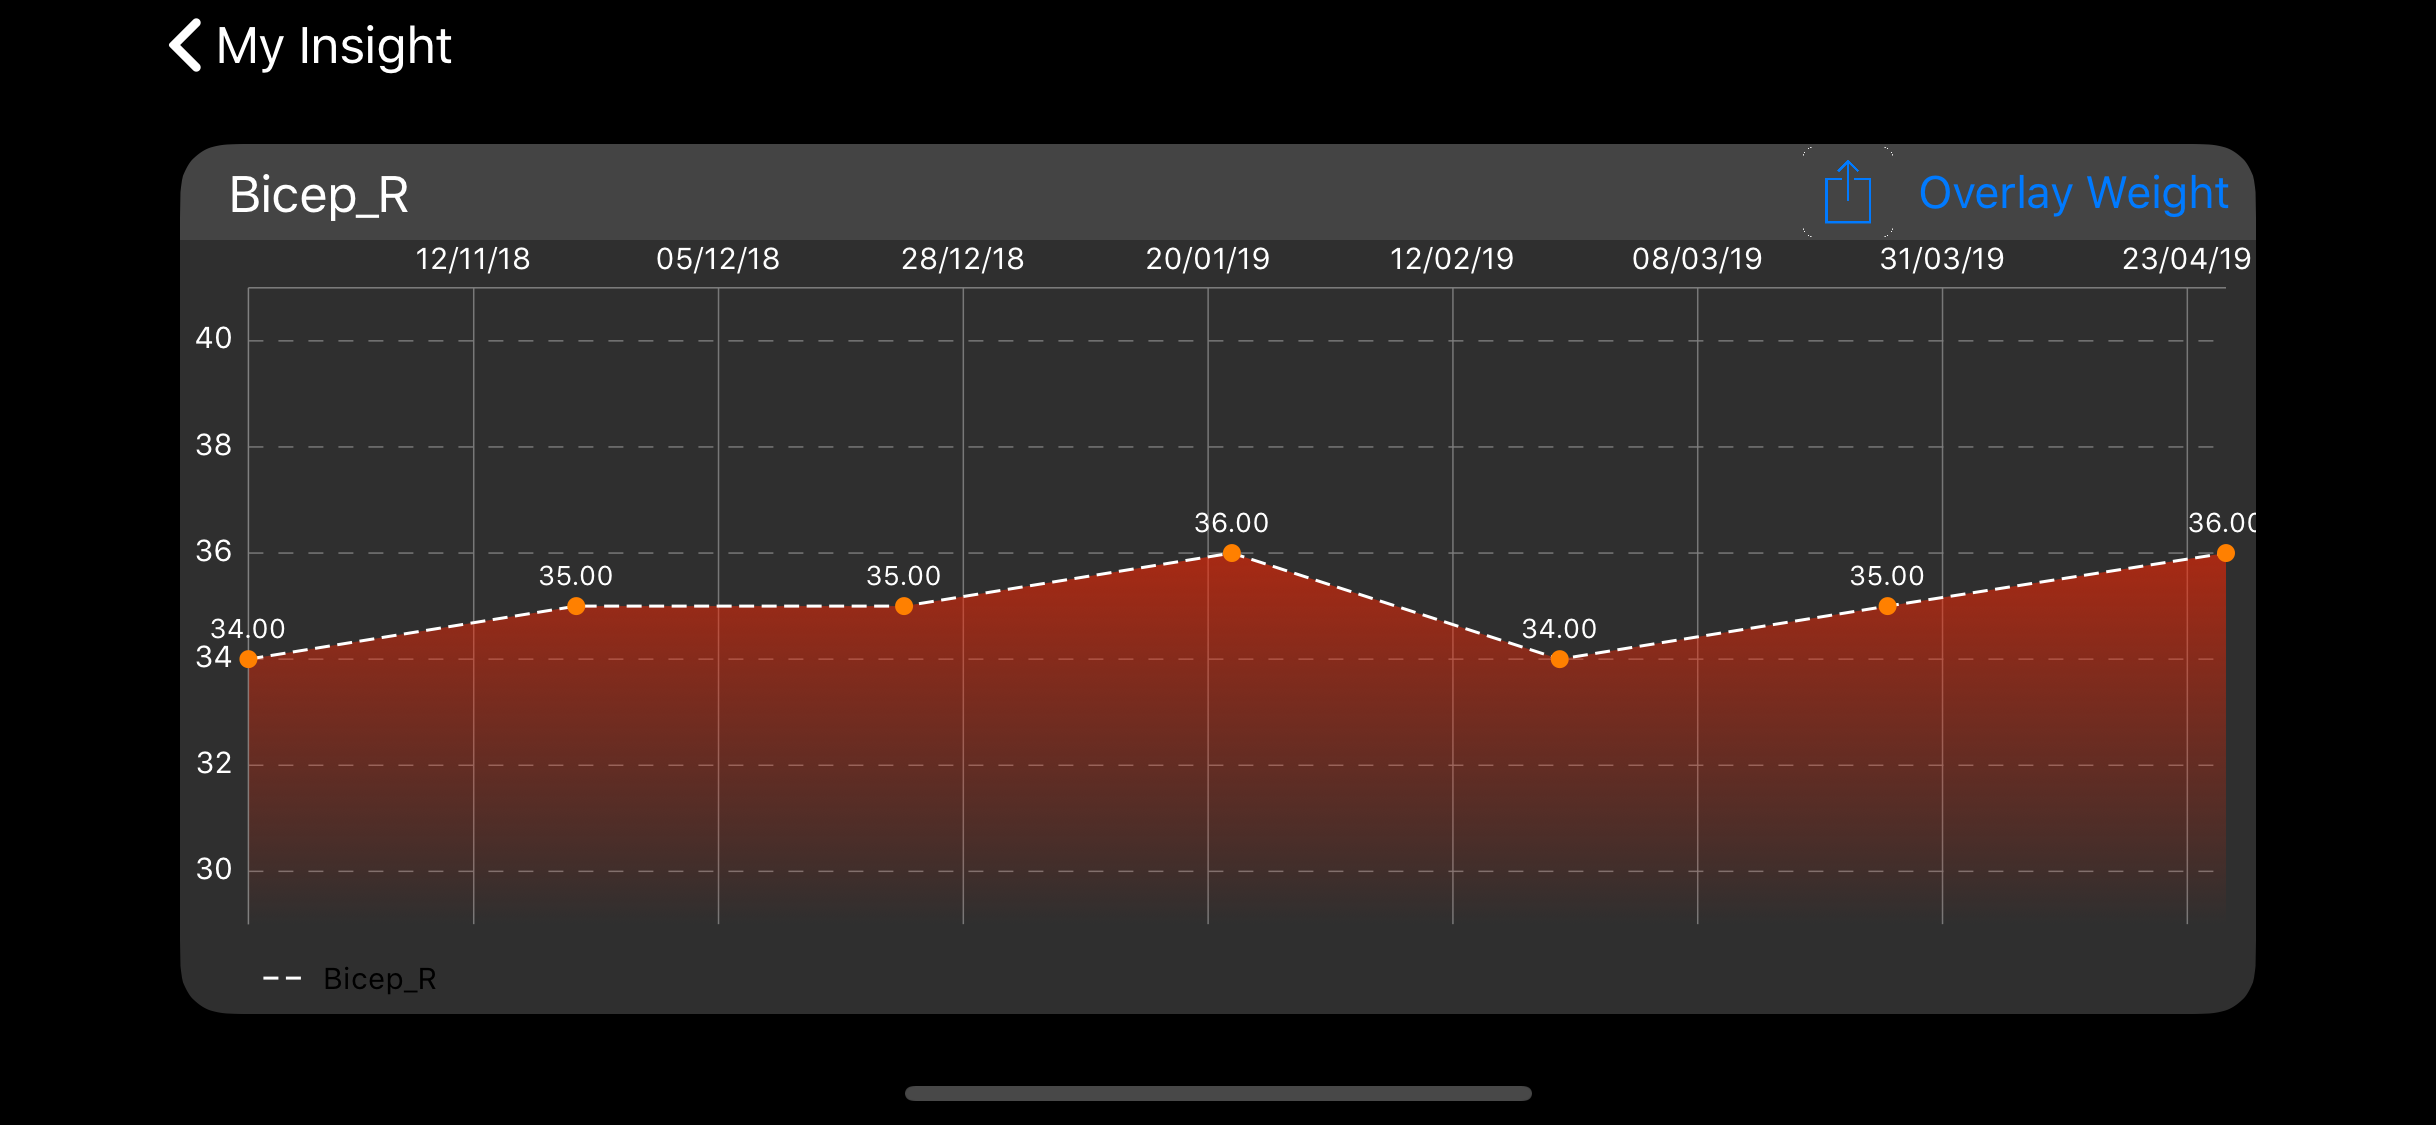 My Insight
Bicep_R
Overlay Weight
12/11/18 05/12/18 28/12/18 20/01/19 12/02/19 08/03/19 31/03/19 23/04/19
40
38
36
34
32
30
34.00 35.00 35.00 36.00 34.00 35.00 36.00
Bicep_R